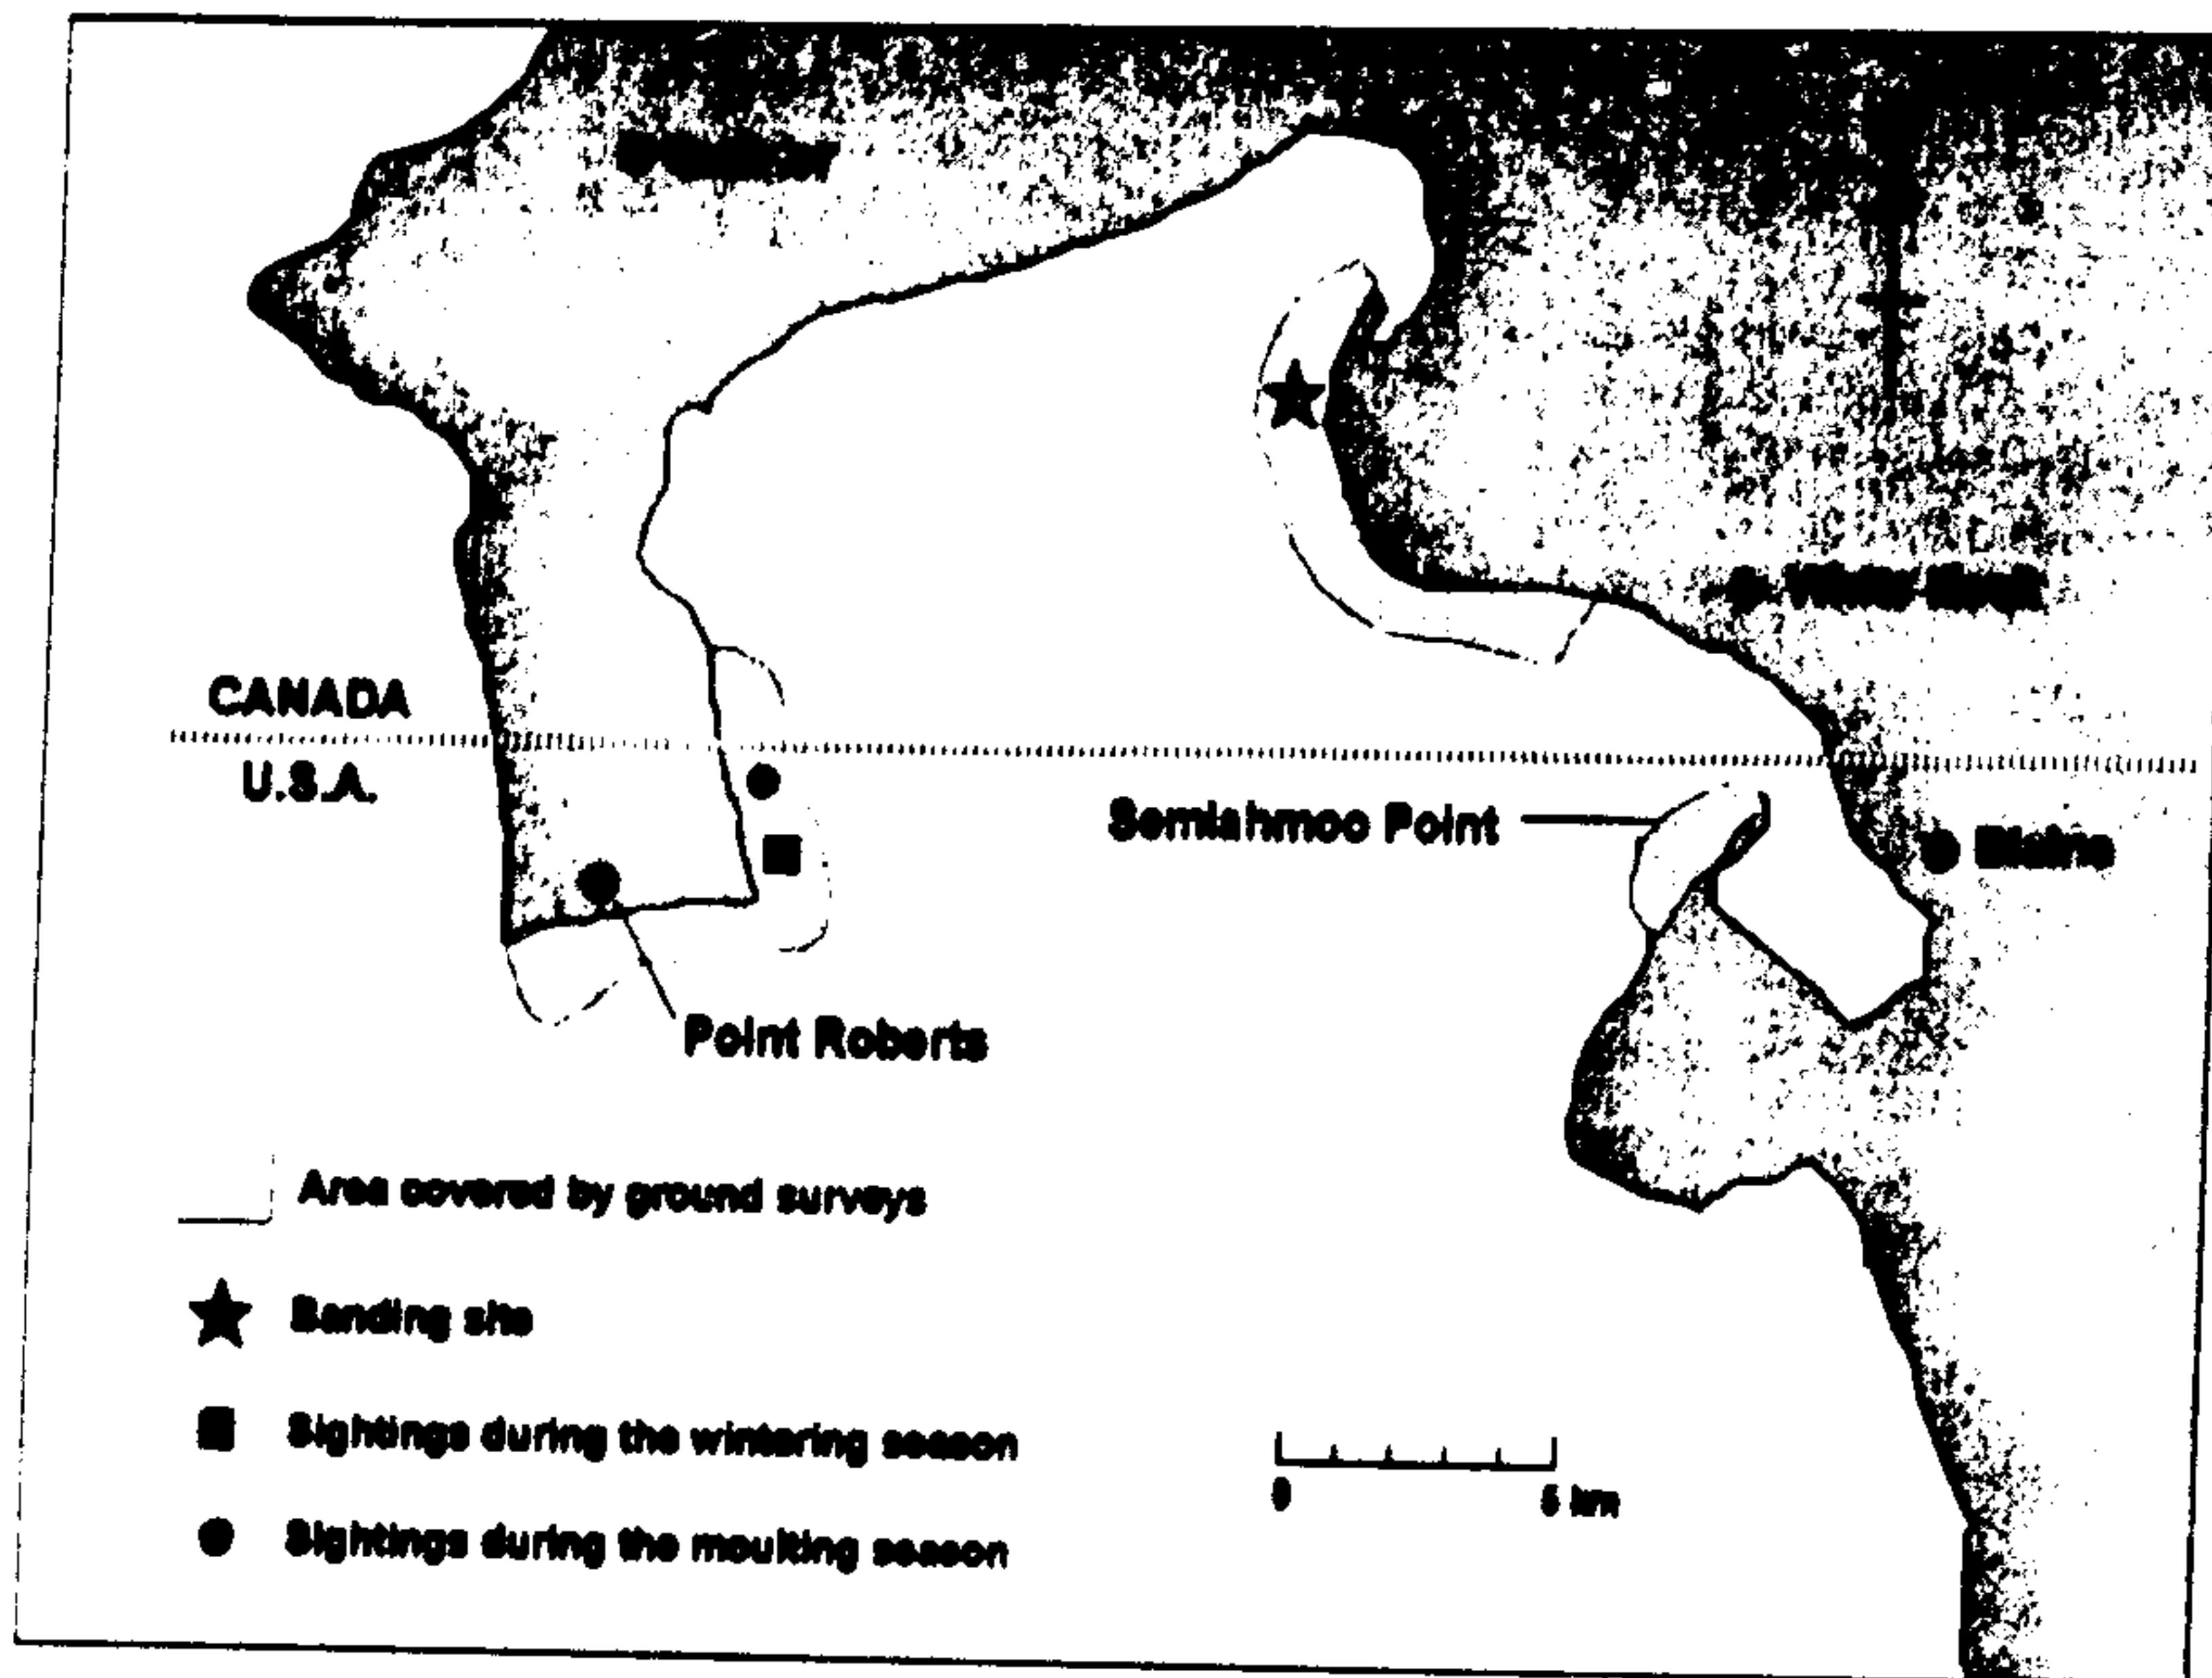 CANADA
U.S.A.
Semiahmoo Point
Blaine
Point Roberts
Area covered by ground surveys
Banding site
Sightings during the wintering season
Sightings during the moulting season
0 5 km